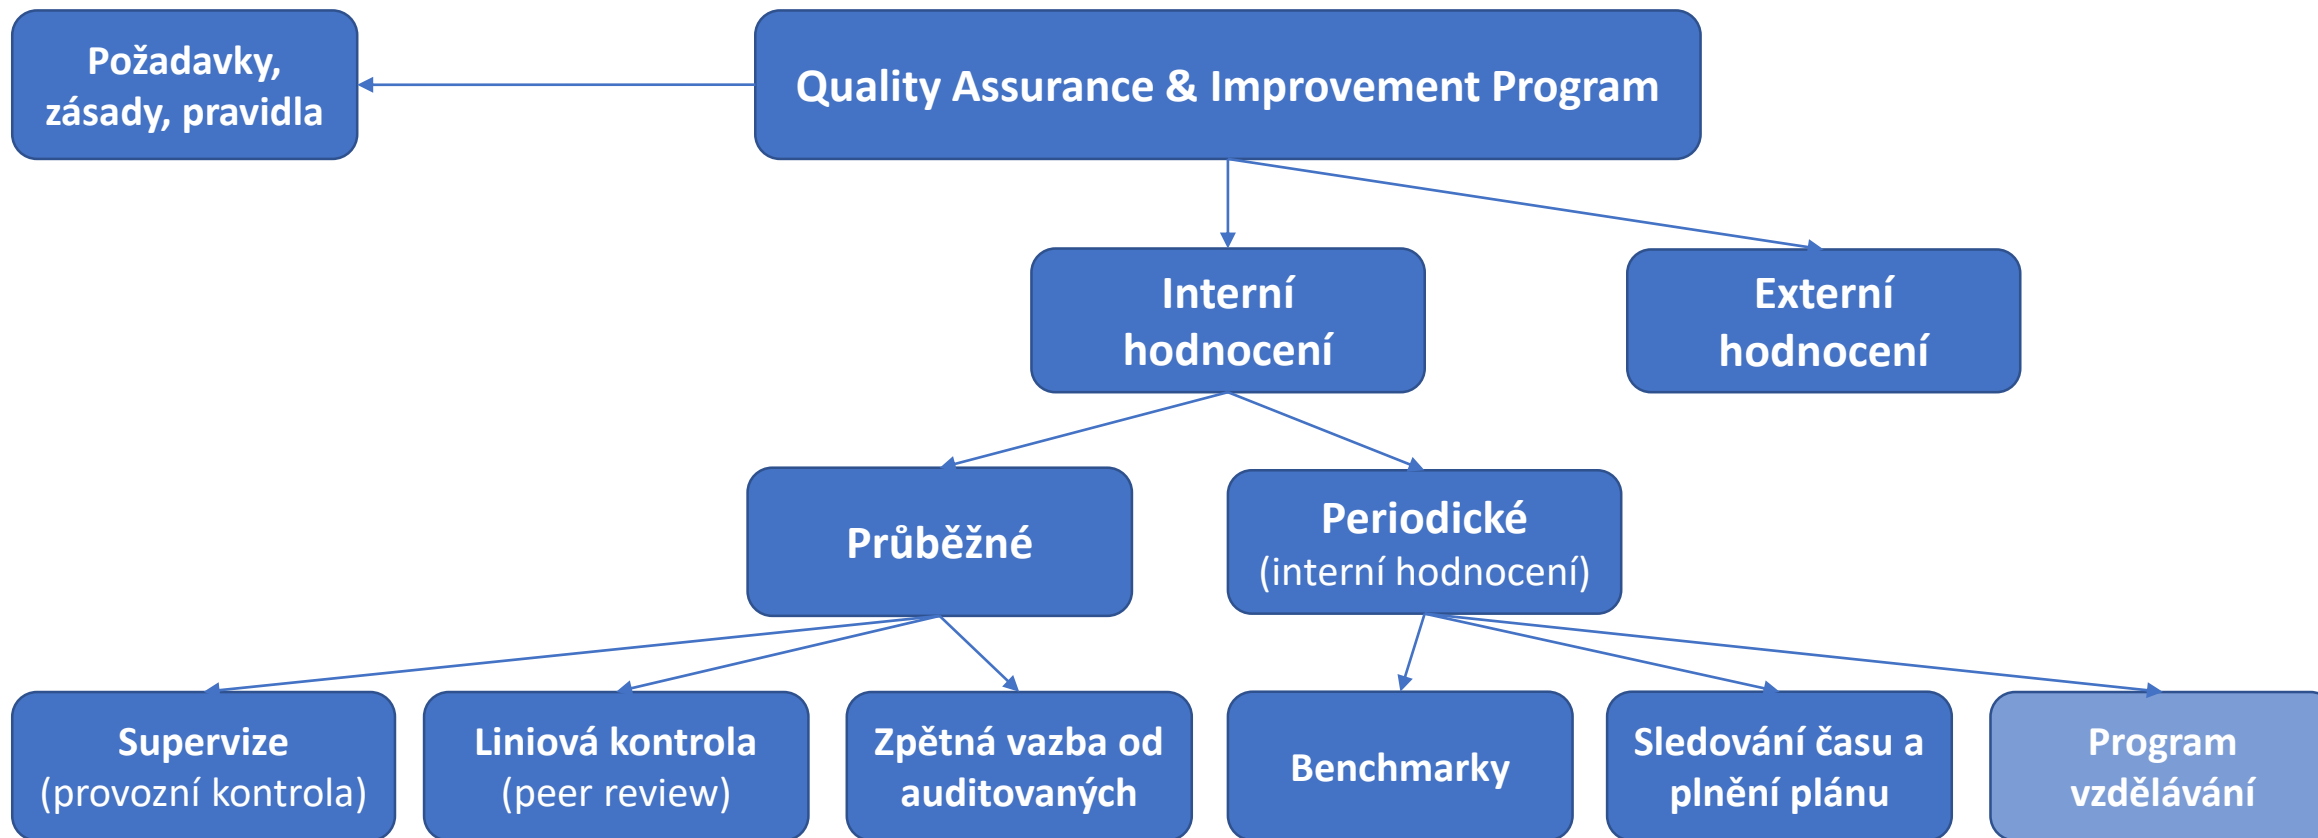 Požadavky,
zásady, pravidla
Quality Assurance & Improvement Program
Interní
hodnocení
Externí
hodnocení
Průběžné
Periodické
(interní hodnocení)
Supervize
(provozní kontrola)
Liniová kontrola
(peer review)
Zpětná vazba od
auditovaných
Benchmarky
Sledování času a
plnění plánu
Program
vzdělávání